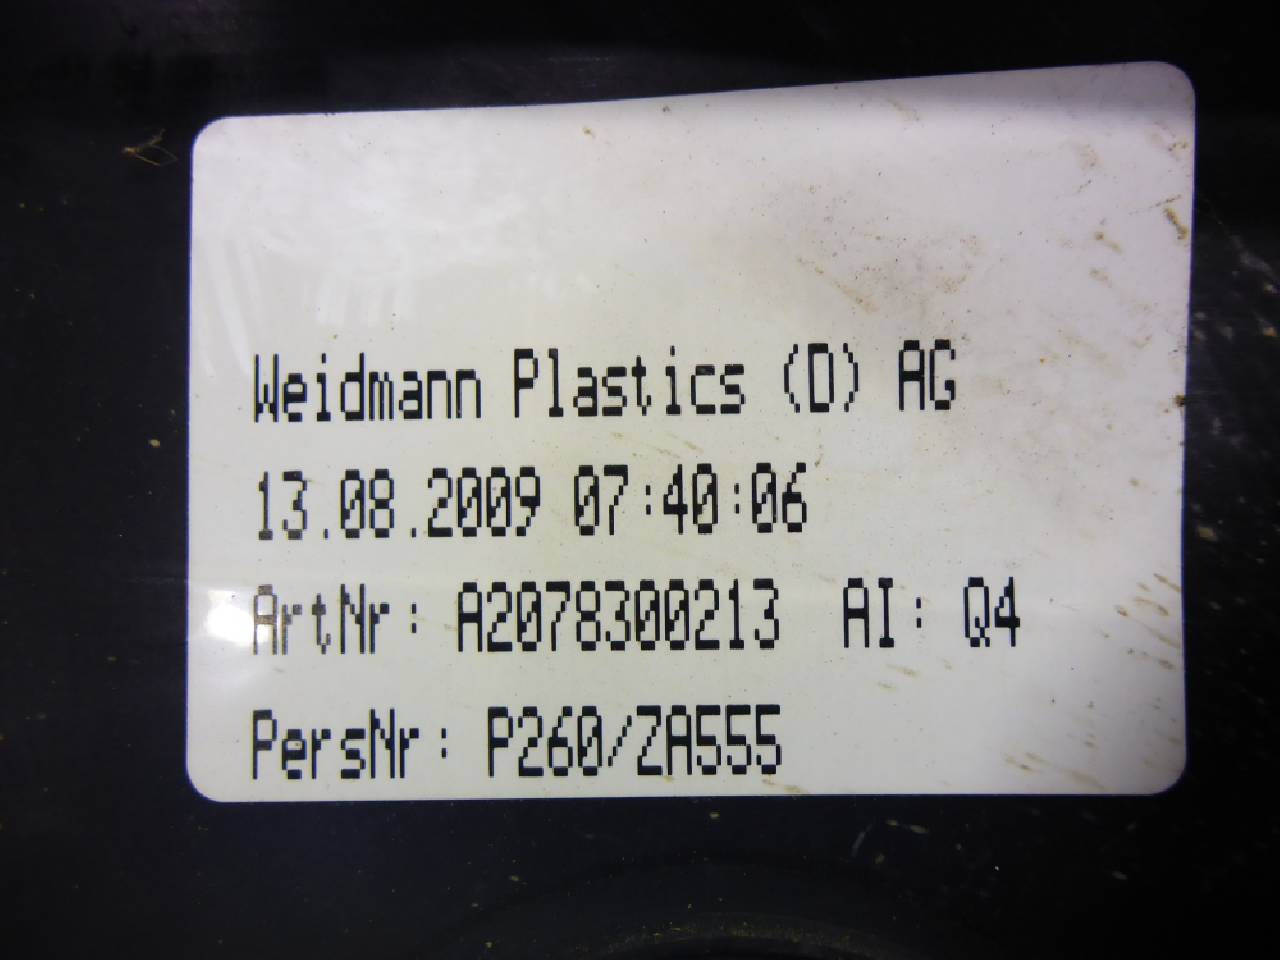 Weidmann Plastics (D) AG
13.08.2009 07:40:06
ArtNr: A2078300213 AI: Q4
PersNr: P260/ZA555